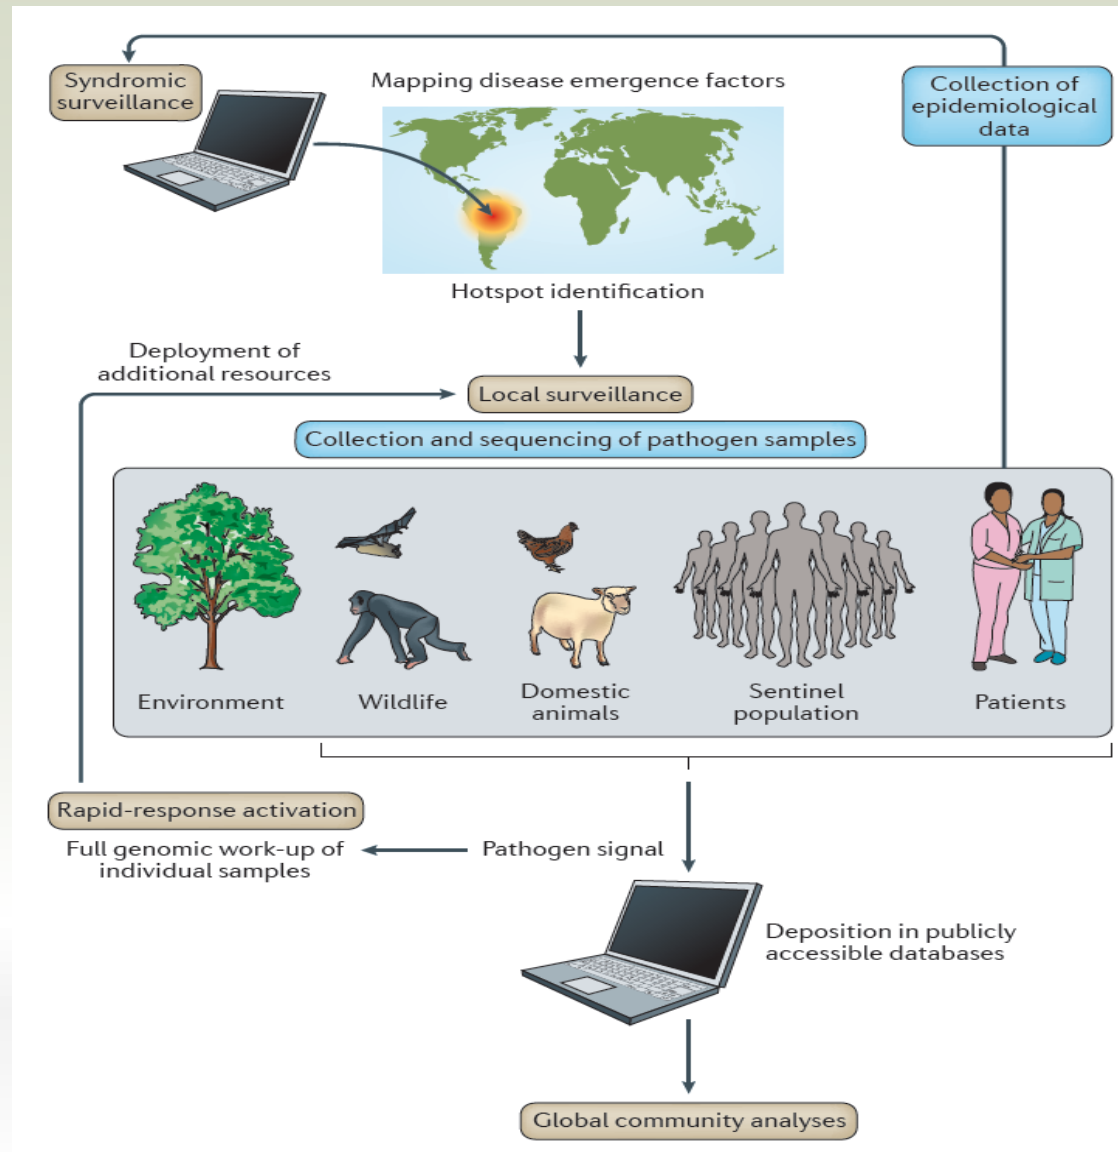 Syndromic
surveillance
Mapping disease emergence factors
Collection of
epidemiological
data
Hotspot identification
Deployment of
additional resources
Local surveillance
Collection and sequencing of pathogen samples
Environment
Wildlife
Domestic
animals
Sentinel
population
Patients
Rapid-response activation
Full genomic work-up of
individual samples
Pathogen signal
Deposition in publicly
accessible databases
Global community analyses